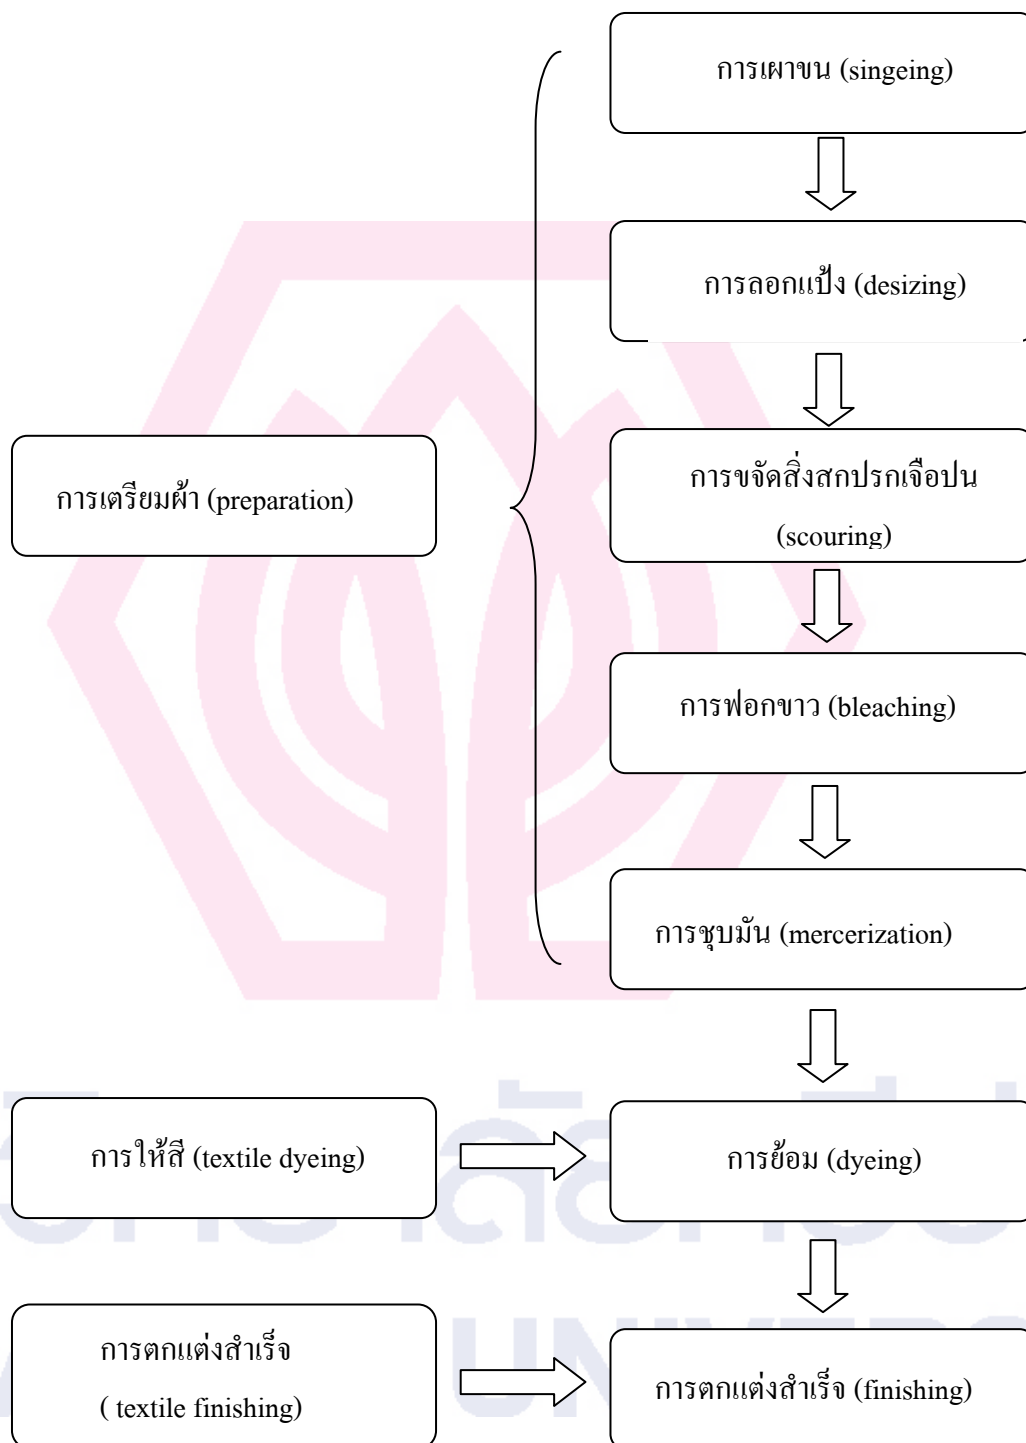 การเผาขน (singeing)
การลอกแป้ง (desizing)
การเตรียมผ้า (preparation)
การขจัดสิ่งสกปรกเจือปน
(scouring)
การฟอกขาว (bleaching)
การชุบมัน (mercerization)
การให้สี (textile dyeing)
การย้อม (dyeing)
การตกแต่งสำเร็จ
( textile finishing)
การตกแต่งสำเร็จ (finishing)